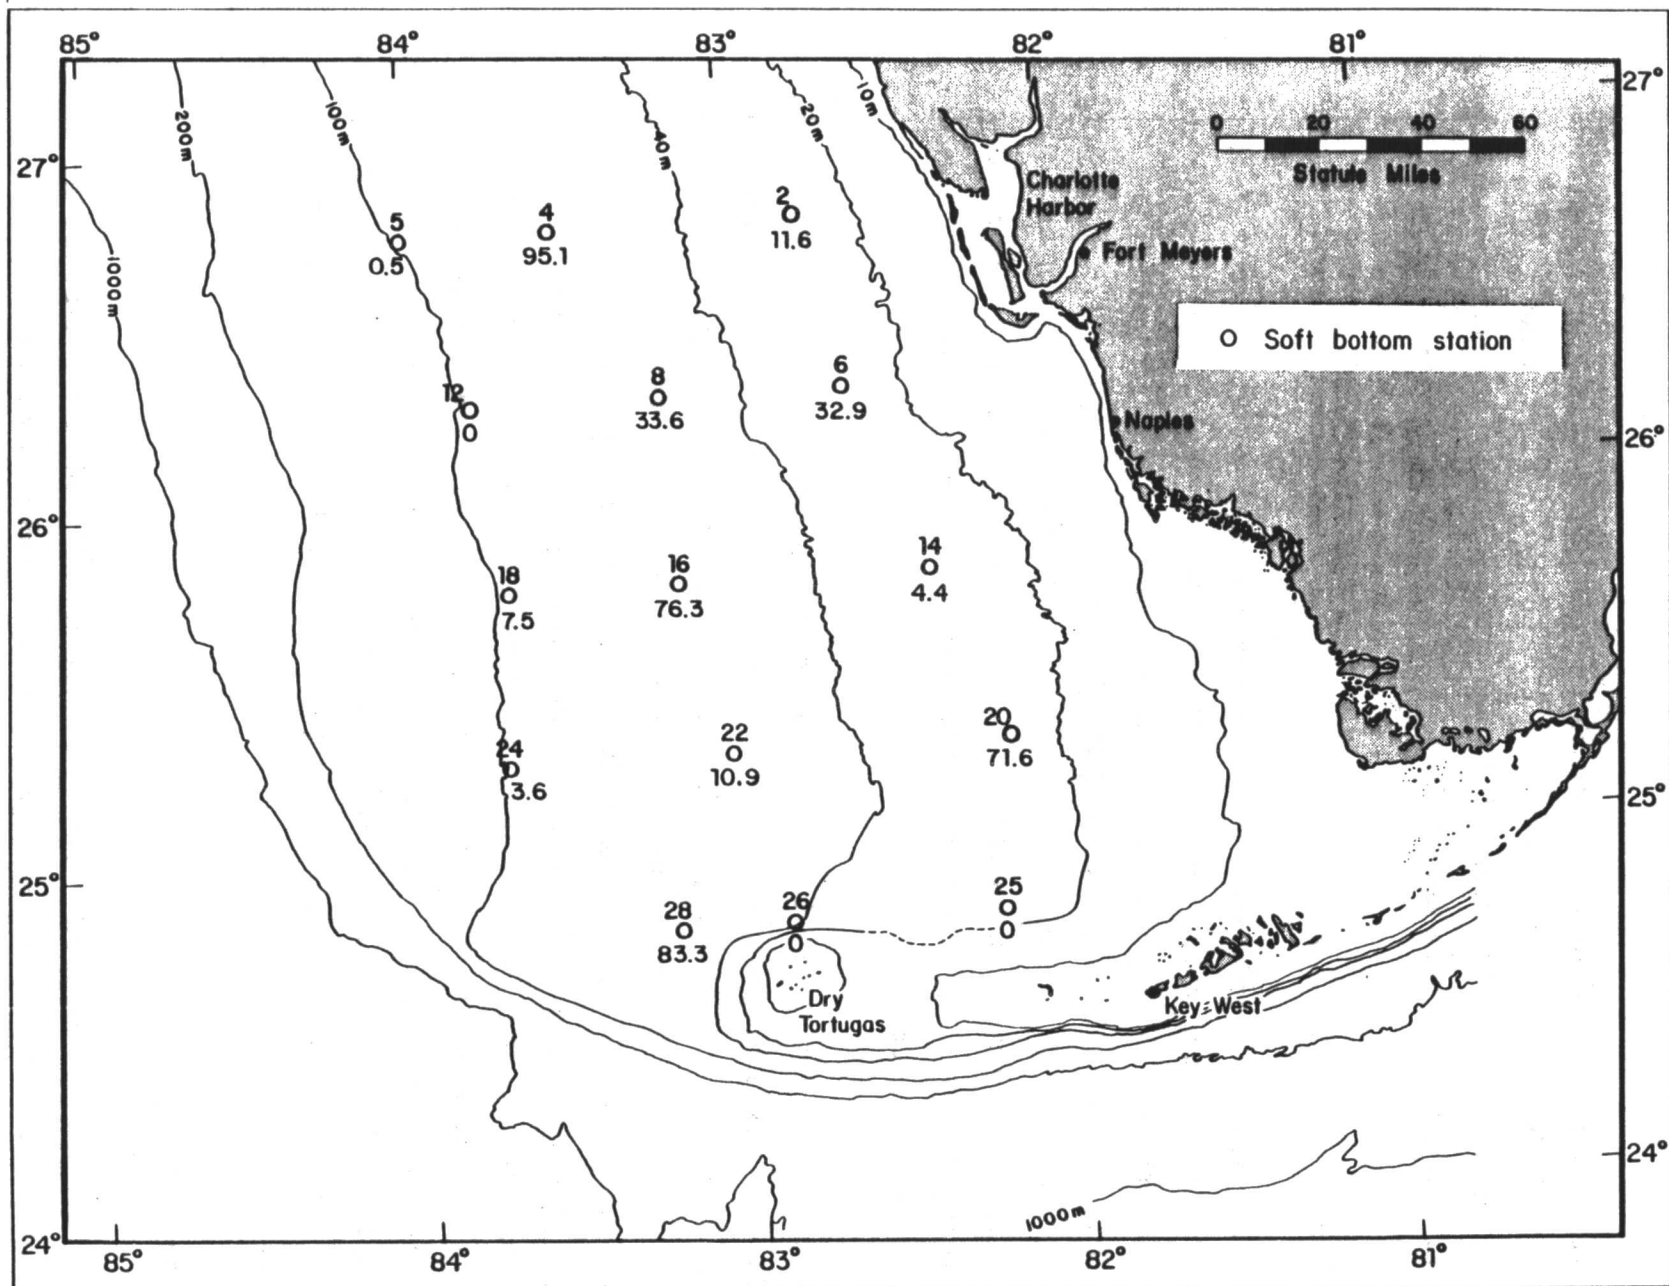 85° 84° 83° 82° 81°
27°
0 20 40 60
Statute Miles
200m
100m
40m
20m
10m
27°
Charlotte
Harbor
5
0.5
4
95.1
2
11.6
Fort Meyers
1000m
O Soft bottom station
12
0
8
33.6
6
32.9
Naples
26°
26°
18
7.5
16
76.3
14
4.4
24
3.6
22
10.9
20
71.6
25°
25°
28
83.3
26
0
25
0
Dry
Tortugas
Key West
24°
1000m
24°
85° 84° 83° 82° 81°